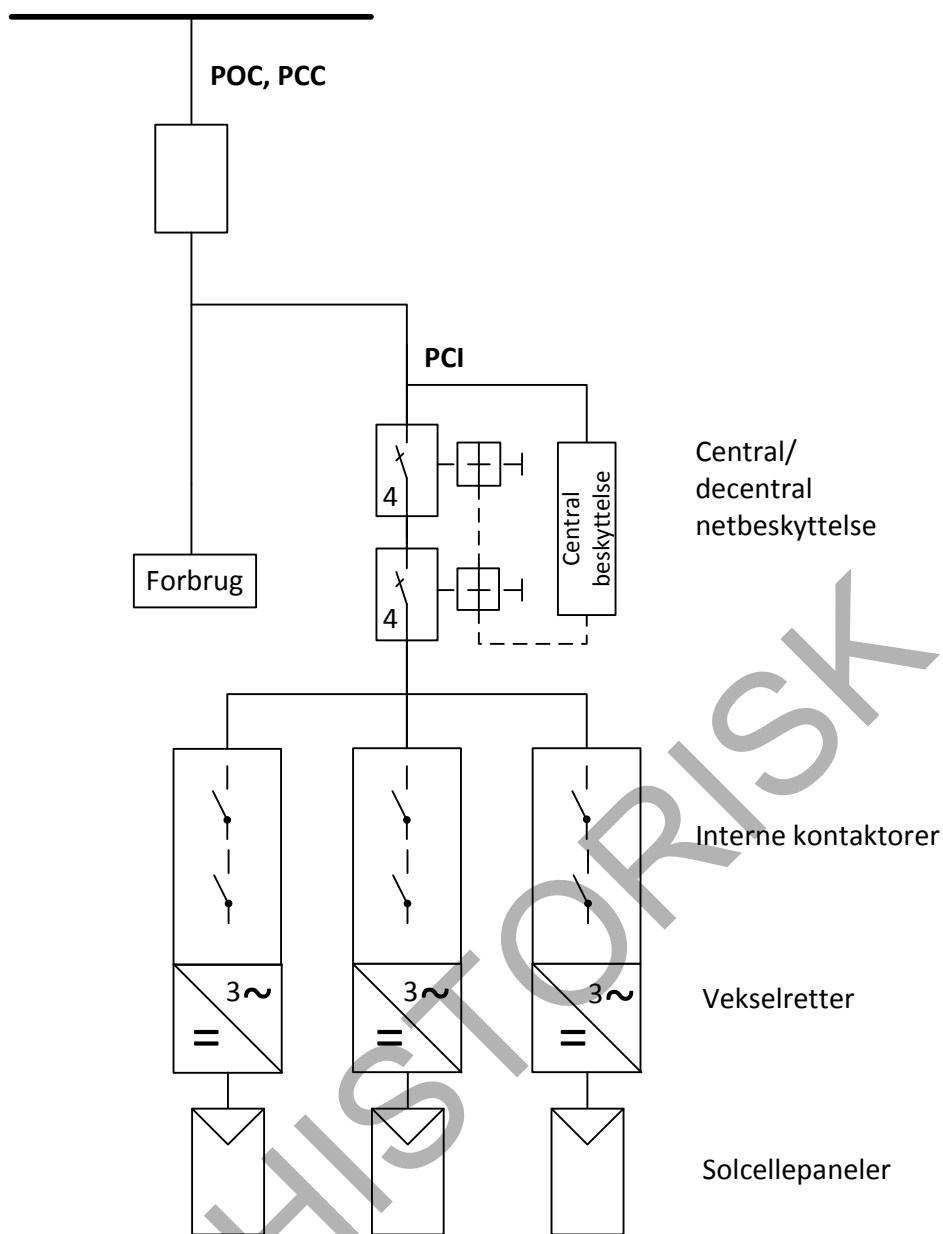 POC, PCC
PCI
Central/
decentral
netbeskyttelse
4
Central
beskyttelse
4
Forbrug
Interne kontaktorer
3~
=
3~
=
3~
=
Vekselretter
Solcellepaneler
HISTORISK